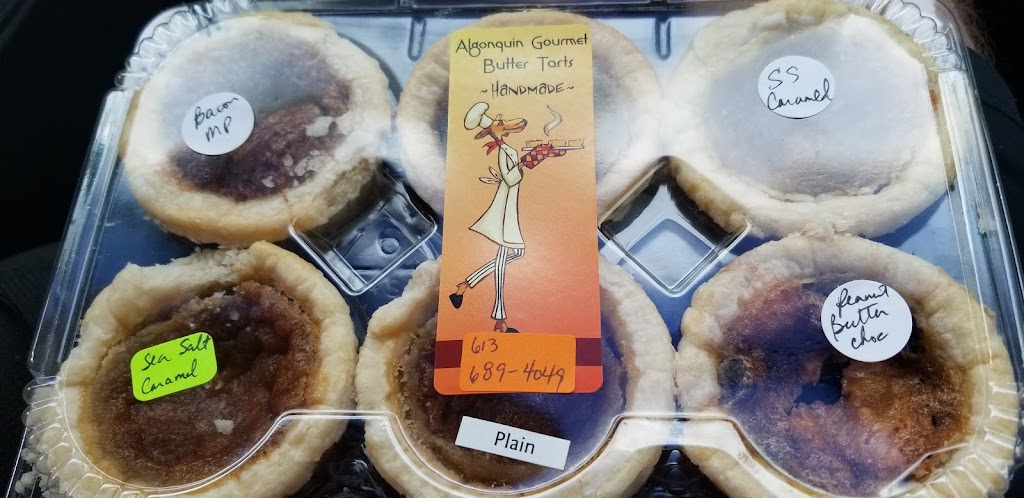 Bacon
MP
Algonquin Gourmet
Butter Tarts
~HANDMADE~
SS
Caramel
Sea Salt
Caramel
613
689-4049
Plain
Peanut
Butter
choc